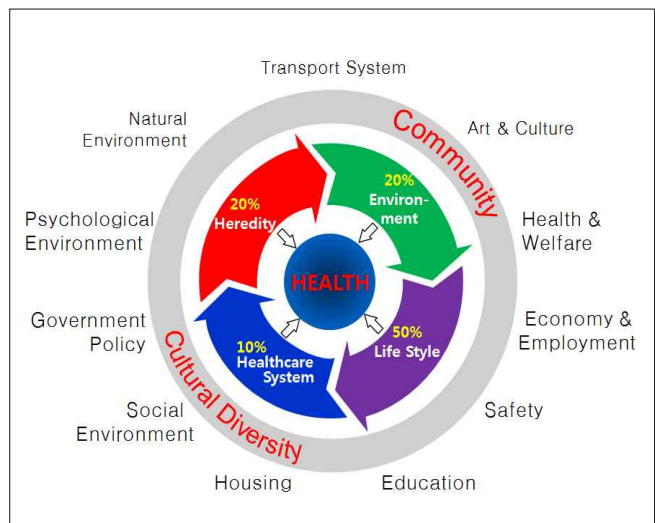 Transport System
Natural
Environment
Community
Art & Culture
20%
Heredity
20%
Environ-
ment
Psychological
Environment
Health &
Welfare
HEALTH
Government
Policy
Economy &
Employment
10%
Healthcare
System
50%
Life Style
Cultural Diversity
Social
Environment
Safety
Housing
Education